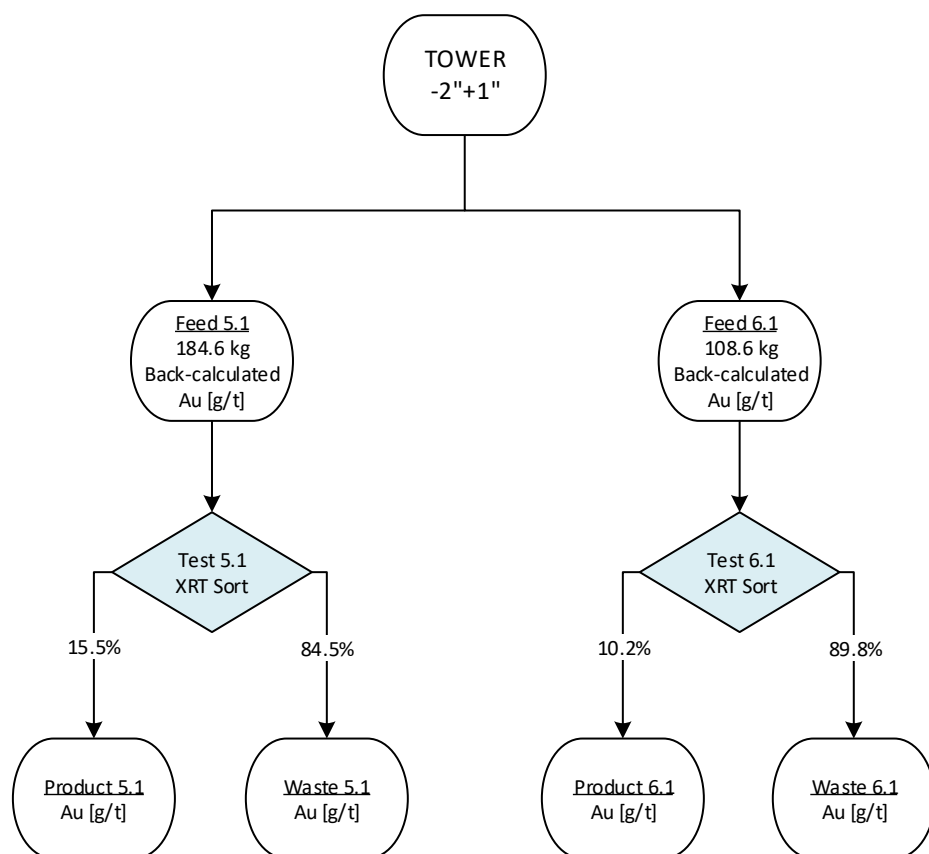 TOWER
-2"+1"
Feed 5.1
184.6 kg
Back-calculated
Au [g/t]
Feed 6.1
108.6 kg
Back-calculated
Au [g/t]
Test 5.1
XRT Sort
Test 6.1
XRT Sort
15.5%
84.5%
10.2%
89.8%
Product 5.1
Au [g/t]
Waste 5.1
Au [g/t]
Product 6.1
Au [g/t]
Waste 6.1
Au [g/t]